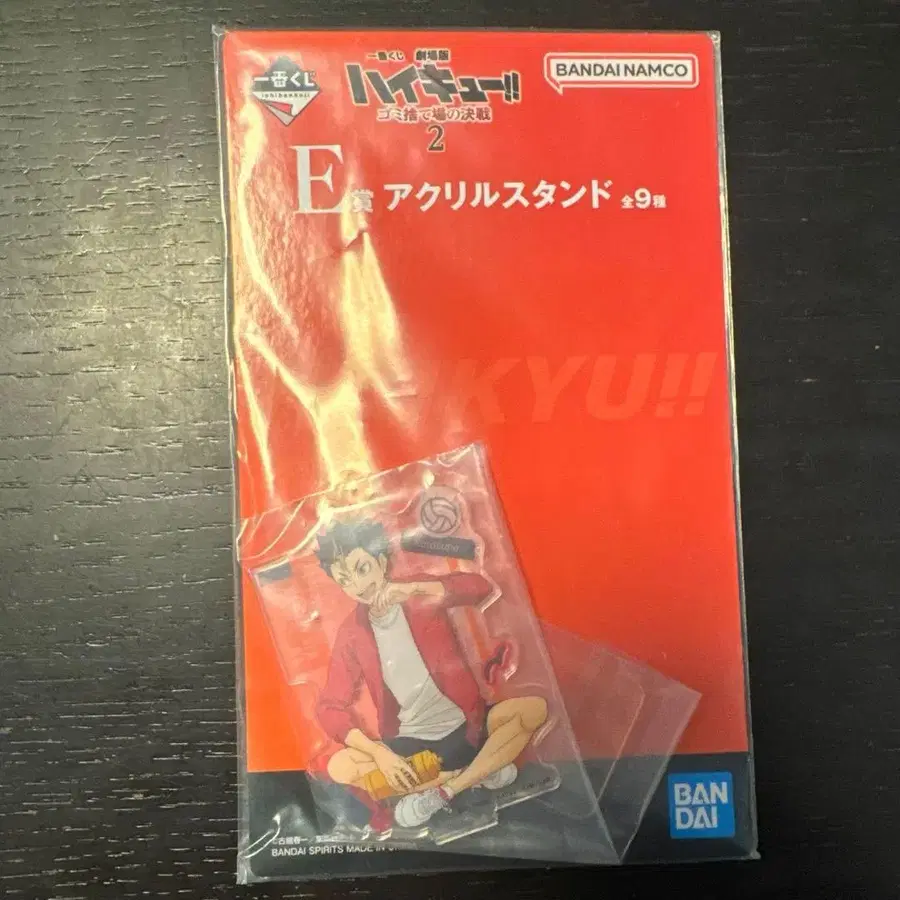 一番くじ
ichibankuji
一番くじ 劇場版
ハイキュー!!
ゴミ捨て場の決戦
2
BANDAI NAMCO
E賞 アクリルスタンド 全9種
KYU!!
BAN
DAI
BANDAI SPIRITS MADE IN